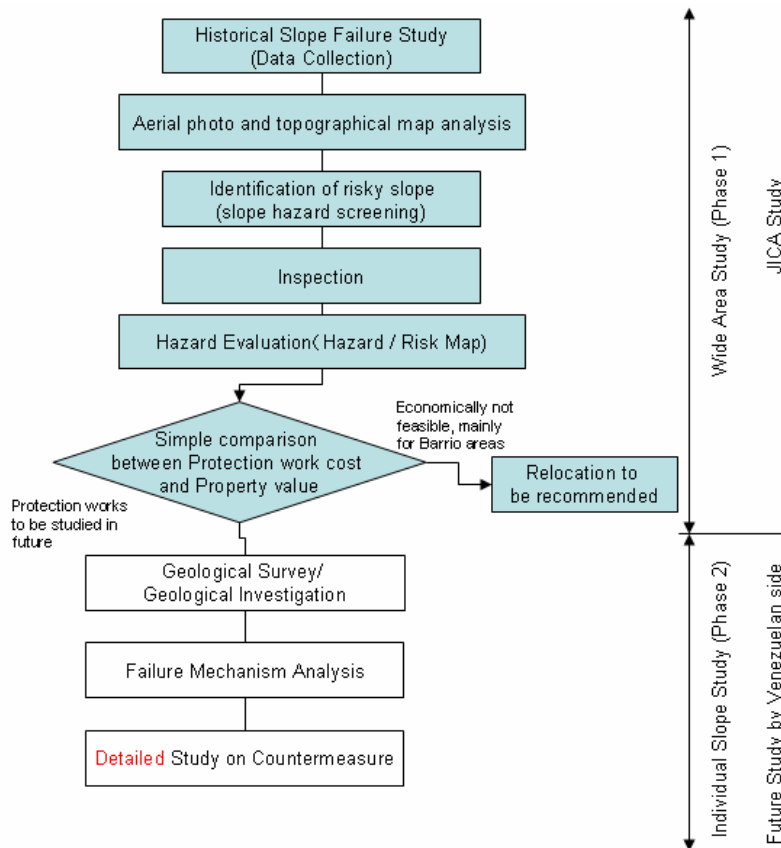 Historical Slope Failure Study
(Data Collection)
Aerial photo and topographical map analysis
Identification of risky slope
(slope hazard screening)
Inspection
Hazard Evaluation(Hazard / Risk Map)
Simple comparison
between Protection work cost
and Property value
Economically not
feasible, mainly
for Barrio areas
Relocation to
be recommended
Protection works
to be studied in
future
Geological Survey/
Geological Investigation
Failure Mechanism Analysis
Detailed Study on Countermeasure
Wide Area Study (Phase 1)
JICA Study
Individual Slope Study (Phase 2)
Future Study by Venezuelan side